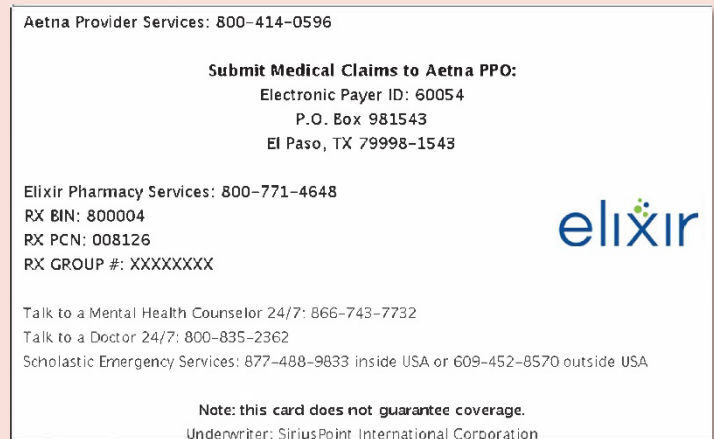 Aetna Provider Services: 800-414-0596
Submit Medical Claims to Aetna PPO:
Electronic Payer ID: 60054
P.O. Box 981543
El Paso, TX 79998-1543
Elixir Pharmacy Services: 800-771-4648
RX BIN: 800004
RX PCN: 008126
RX GROUP #: XXXXXXXX
elixir
Talk to a Mental Health Counselor 24/7: 866-743-7732
Talk to a Doctor 24/7: 800-835-2362
Scholastic Emergency Services: 877-488-9833 inside USA or 609-452-8570 outside USA
Note: this card does not guarantee coverage.
Underwriter: SiriusPoint International Corporation